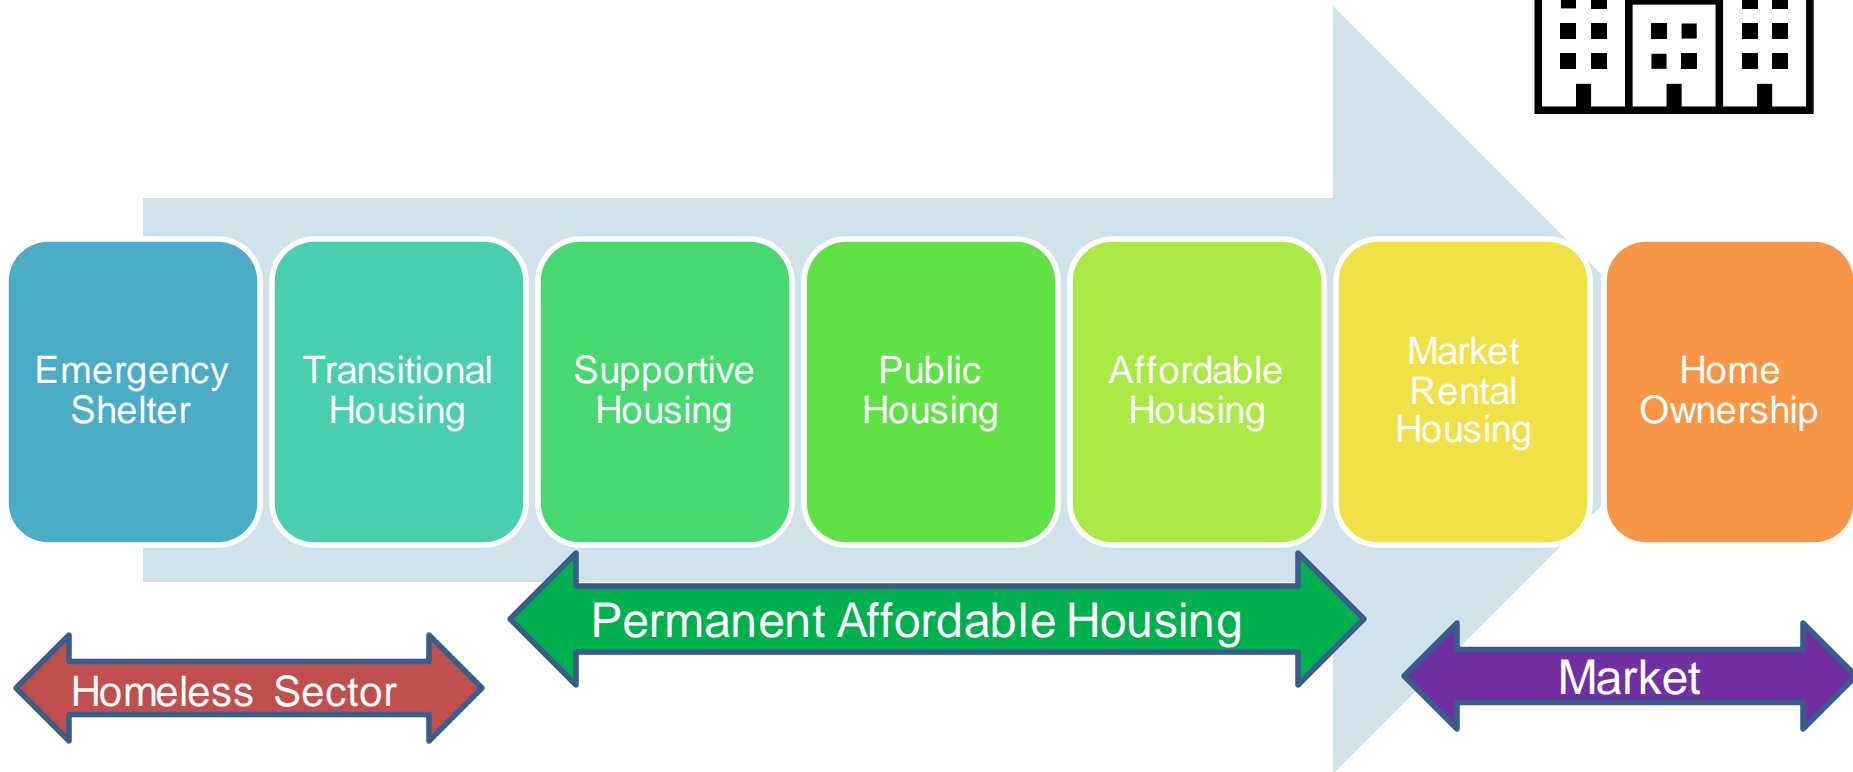 Emergency
Shelter
Transitional
Housing
Supportive
Housing
Public
Housing
Affordable
Housing
Market
Rental
Housing
Home
Ownership
Permanent Affordable Housing
Homeless Sector
Market